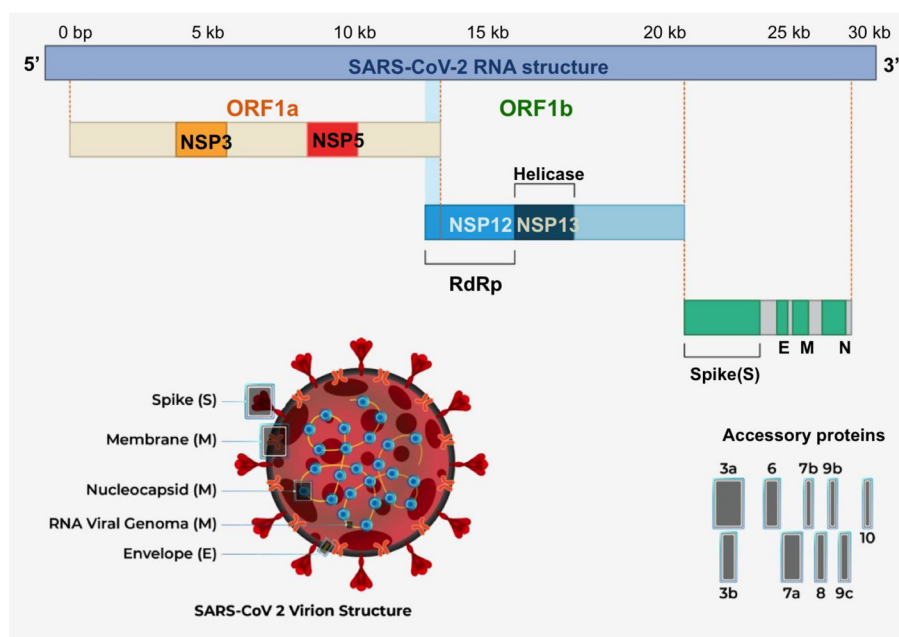 0 bp 5 kb 10 kb 15 kb 20 kb 25 kb 30 kb
5’ SARS-CoV-2 RNA structure 3’
ORF1a ORF1b
NSP3 NSP5
Helicase
NSP12 NSP13
RdRp
E M N
Spike(S)
Spike (S)
Membrane (M)
Nucleocapsid (M)
RNA Viral Genoma (M)
Envelope (E)
SARS-CoV 2 Virion Structure
Accessory proteins
3a 6 7b 9b
10
3b 7a 8 9c